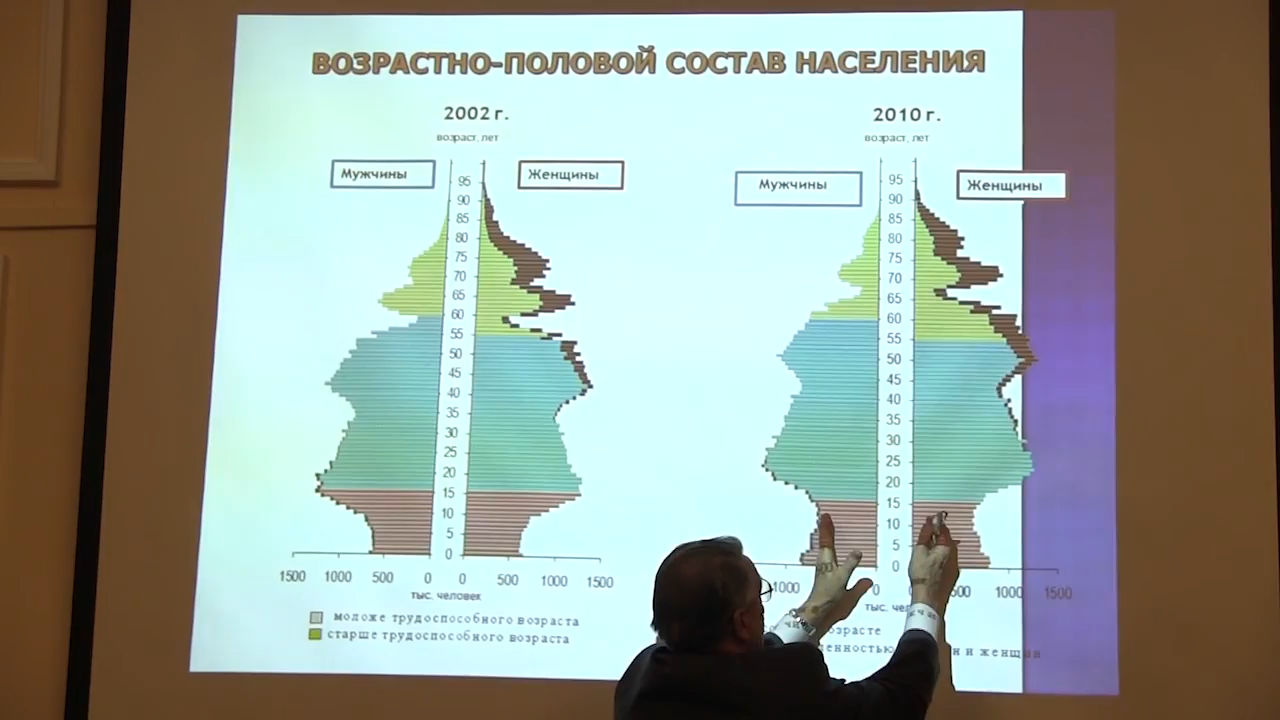 ВОЗРАСТНО-ПОЛОВОЙ СОСТАВ НАСЕЛЕНИЯ
2002 г.
возраст, лет
Мужчины
Женщины
95
90
85
80
75
70
65
60
55
50
45
40
35
30
25
20
15
10
5
0
1500 1000 500 0 0 500 1000 1500
тыс. человек
моложе трудоспособного возраста
старше трудоспособного возраста
2010 г.
возраст, лет
Мужчины
Женщины
95
90
85
80
75
70
65
60
55
50
45
40
35
30
25
20
15
10
5
0
1000 0 500 1000 1500
тыс.